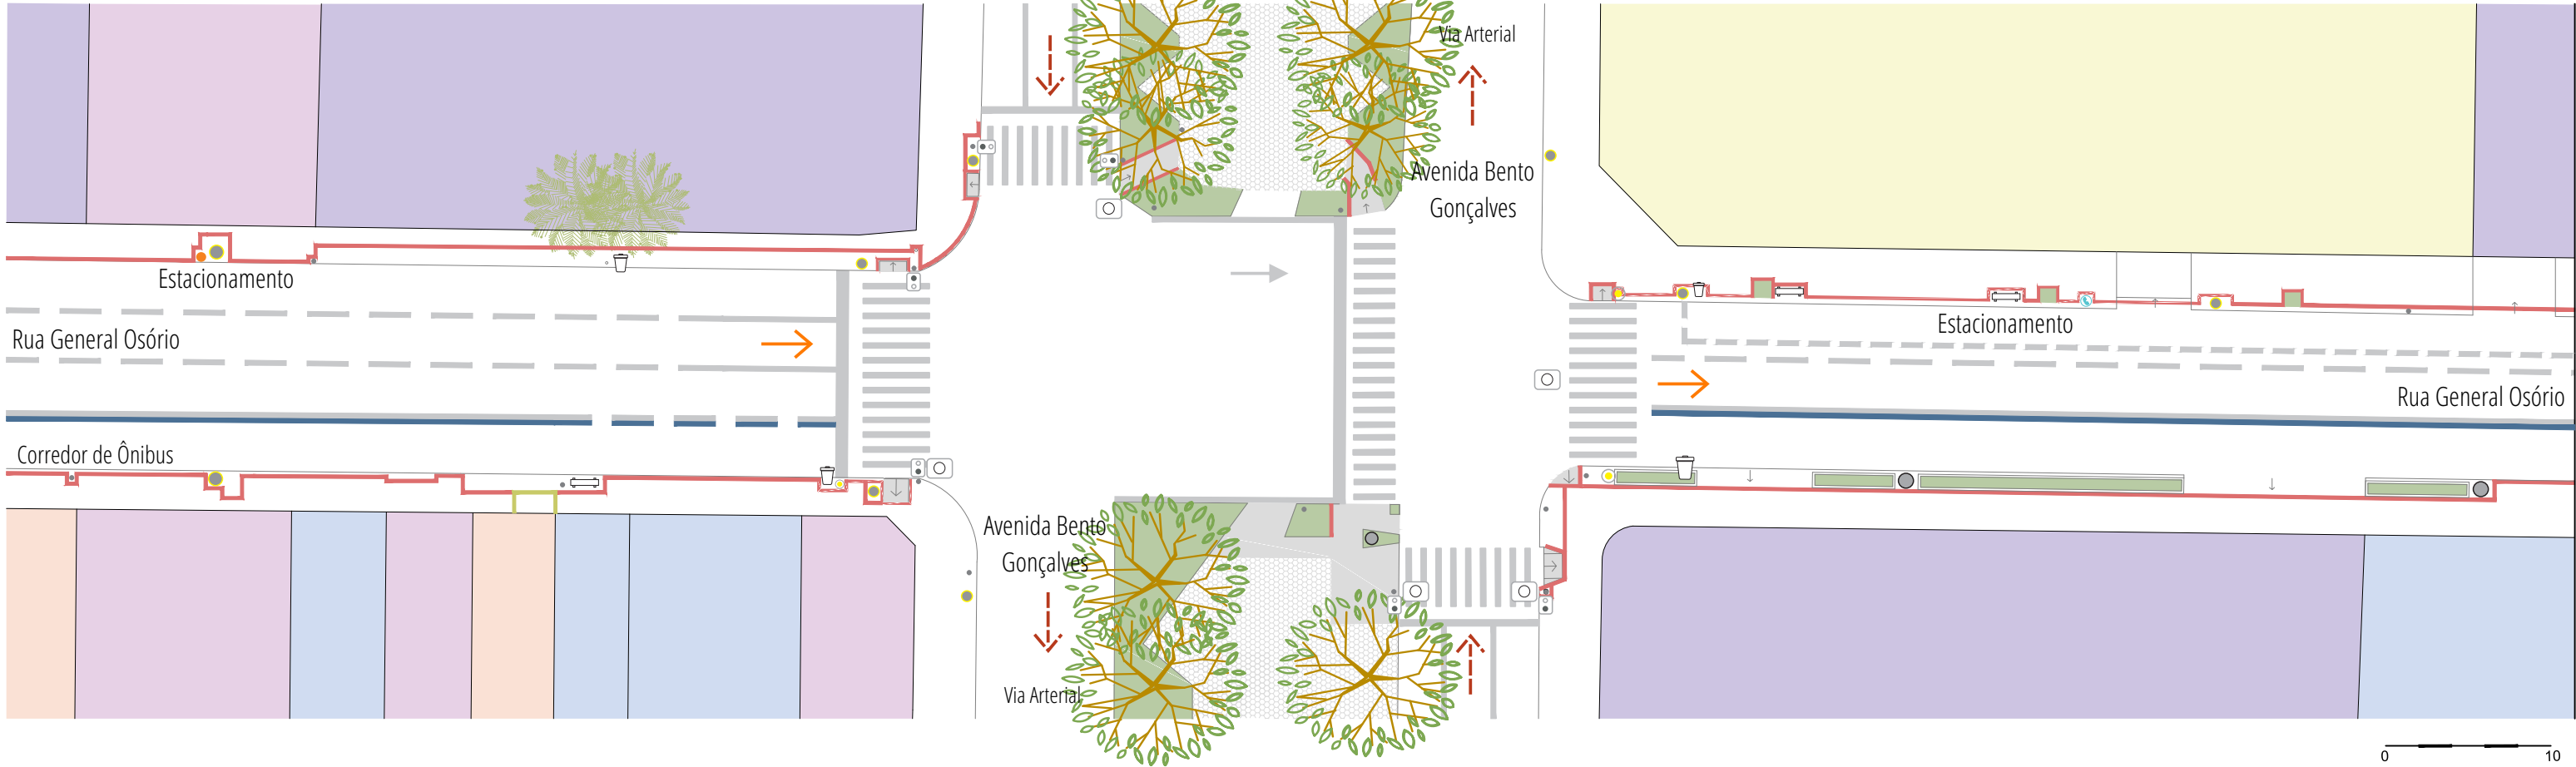 Via Arterial
Avenida Bento
Gonçalves
Estacionamento
Rua General Osório
Corredor de Ônibus
Estacionamento
Rua General Osório
Avenida Bento
Gonçalves
Via Arterial
0 10